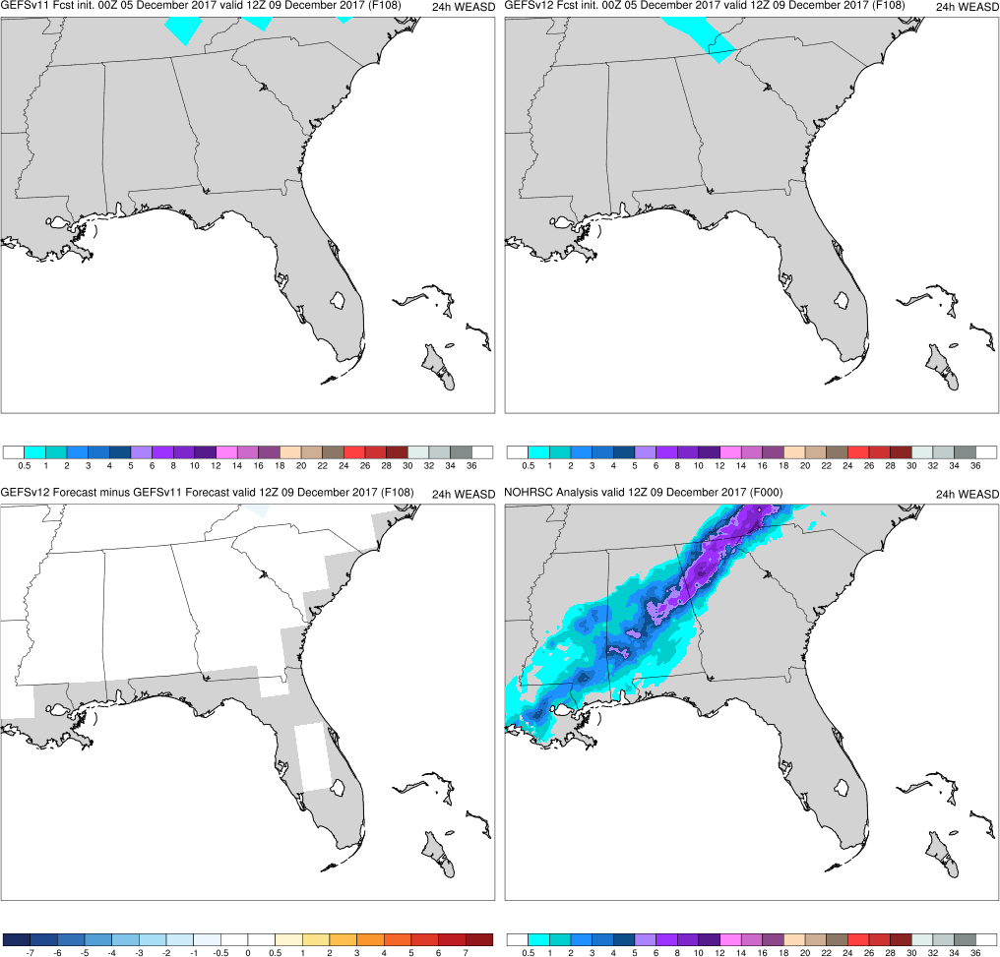 GEFSv11 Fcst init. 00Z 05 December 2017 valid 12Z 09 December 2017 (F108) 24h WEASD
GEFSv12 Fcst init. 00Z 05 December 2017 valid 12Z 09 December 2017 (F108) 24h WEASD
0.5 1 2 3 4 5 6 8 10 12 14 16 18 20 22 24 26 28 30 32 34 36
0.5 1 2 3 4 5 6 8 10 12 14 16 18 20 22 24 26 28 30 32 34 36
GEFSv12 Forecast minus GEFSv11 Forecast valid 12Z 09 December 2017 (F108) 24h WEASD
NOHRSC Analysis valid 12Z 09 December 2017 (F000) 24h WEASD
-7 -6 -5 -4 -3 -2 -1 -0.5 0 0.5 1 2 3 4 5 6 7
0.5 1 2 3 4 5 6 8 10 12 14 16 18 20 22 24 26 28 30 32 34 36